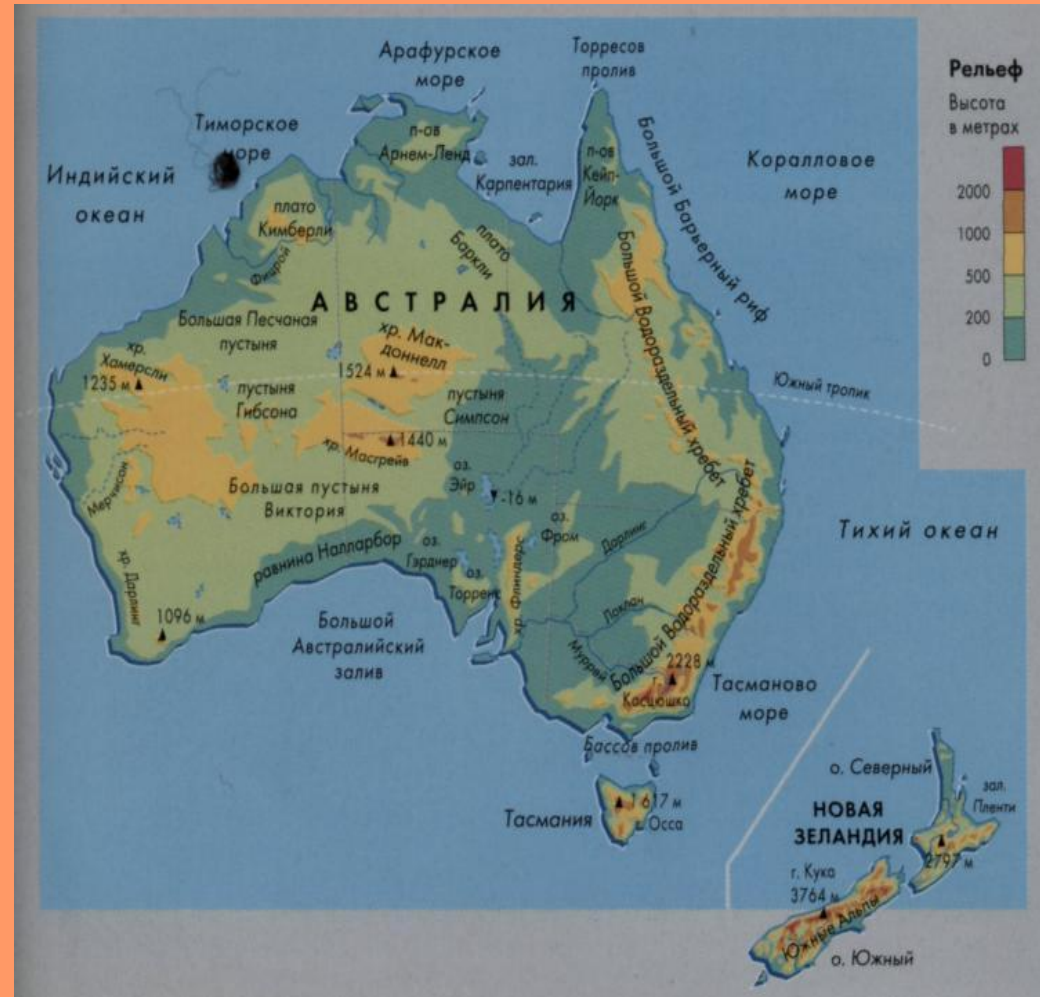 Арафурское
море
Торресов
пролив
Рельеф
Высота
в метрах
2000
1000
500
200
0
Тиморское
море
Индийский
океан
п-ов
Арнем-Ленд
зал.
Карпентария
п-ов
Кейп-
Йорк
Большой Барьерный риф
Коралловое
море
плато
Кимберли
Фицрой
плато
Баркли
Большой Водораздельный хребет
АВСТРАЛИЯ
Большая Песчаная
пустыня
хр. Мак-
доннелл
1524 м
хр.
Хамерсли
1235 м
пустыня
Гибсона
пустыня
Симпсон
Южный тропик
1440 м
хр. Масгрейв
Мерчисон
Большая пустыня
Виктория
оз.
Эйр
-16 м
оз.
Фром
Дарлинг
Большой Водораздельный хребет
Тихий океан
равнина Налларбор
оз.
Гэрднер
оз.
Торренс
хр. Флиндерс
хр. Дарлинг
1096 м
Локлан
Муррей
Большой
Австралийский
залив
2228 м
г.
Косцюшко
Тасманово
море
Бассов пролив
Тасмания
1617 м
г. Осса
о. Северный
зал.
Пленти
НОВАЯ
ЗЕЛАНДИЯ
2797 м
г. Кука
3764 м
Южные Альпы
о. Южный